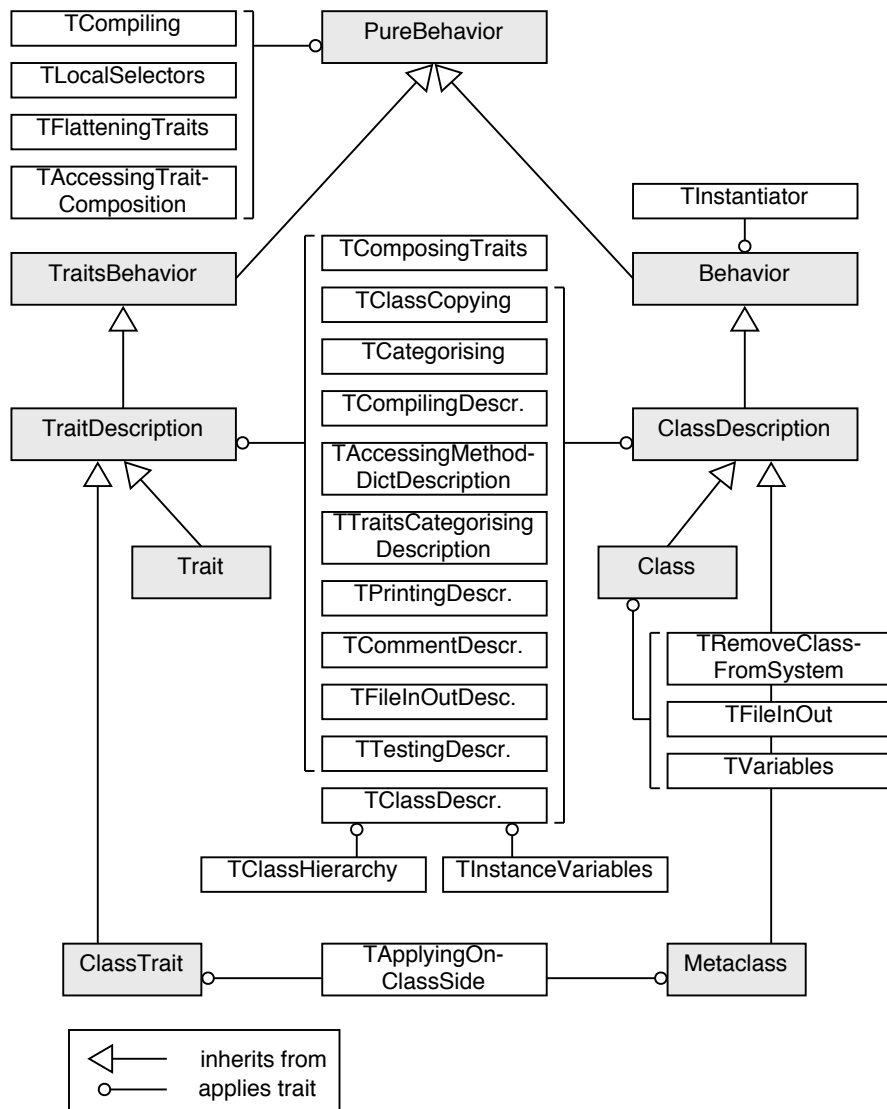 TCompiling
PureBehavior
TLocalSelectors
TFlatteningTraits
TAccessingTrait-
Composition
TInstantiator
TraitsBehavior
TComposingTraits
Behavior
TClassCopying
TCategorising
TCompilingDescr.
TraitDescription
ClassDescription
TAccessingMethod-
DictDescription
TTraitsCategorising
Description
Trait
Class
TPrintingDescr.
TCommentDescr.
TRemoveClass-
FromSystem
TFileInOutDesc.
TFileInOut
TTestingDescr.
TVariables
TClassDescr.
TClassHierarchy
TInstanceVariables
ClassTrait
TApplyingOn-
ClassSide
Metaclass
inherits from
applies trait